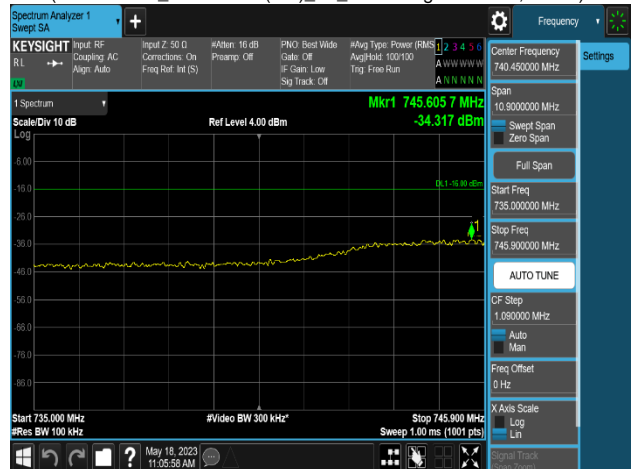 Spectrum Analyzer 1
Swept SA
Frequency
KEYSIGHT
RL
Input: RF
Coupling: AC
Align: Auto
Input Z: 50 Ω
Corrections: On
Freq Ref: Int (S)
#Atten: 16 dB
Preamp: Off
PNO: Best Wide
Gate: Off
IF Gain: Low
Sig Track: Off
#Avg Type: Power (RMS
Avg|Hold: 100/100
Trig: Free Run
1 2 3 4 5 6
A W W W W W
A N N N N N
1 Spectrum
Scale/Div 10 dB
Log
Ref Level 4.00 dBm
Mkr1 745.605 7 MHz
-34.317 dBm
DL1 -16.00 dBm
1
-6.00
-16.0
-26.0
-36.0
-46.0
-56.0
-66.0
-76.0
-86.0
Start 735.000 MHz
#Res BW 100 kHz
#Video BW 300 kHz*
Stop 745.900 MHz
Sweep 1.00 ms (1001 pts)
May 18, 2023
11:05:58 AM
Center Frequency
740.450000 MHz
Settings
Span
10.9000000 MHz
Swept Span
Zero Span
Full Span
Start Freq
735.000000 MHz
Stop Freq
745.900000 MHz
AUTO TUNE
CF Step
1.090000 MHz
Auto
Man
Freq Offset
0 Hz
X Axis Scale
Log
Lin
Signal Track
(Span Zoom)